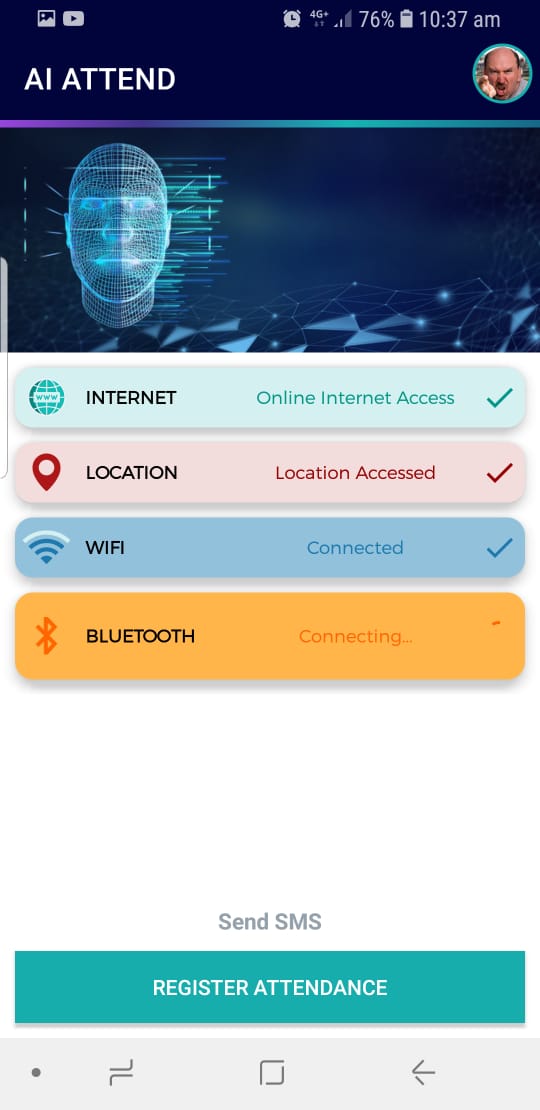 4G+ 76% 10:37 am
AI ATTEND
www
INTERNET Online Internet Access
LOCATION Location Accessed
WIFI Connected
BLUETOOTH Connecting...
Send SMS
REGISTER ATTENDANCE